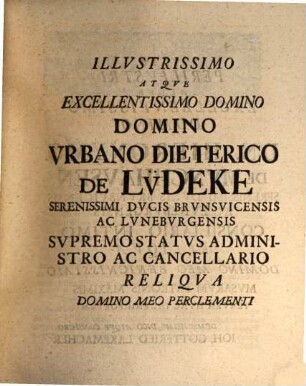 ILLVSTRISSIMO
ATQVE
EXCELLENTISSIMO DOMINO
DOMINO
VRBANO DIETERICO
DE LVDEKE
SERENISSIMI DVCIS BRVNSVICENSIS
AC LVNEBVRGENSIS
SVPREMO STATVS ADMINI-
STRO AC CANCELLARIO
RELIQVA
DOMINO MEO PERCLEMENTI